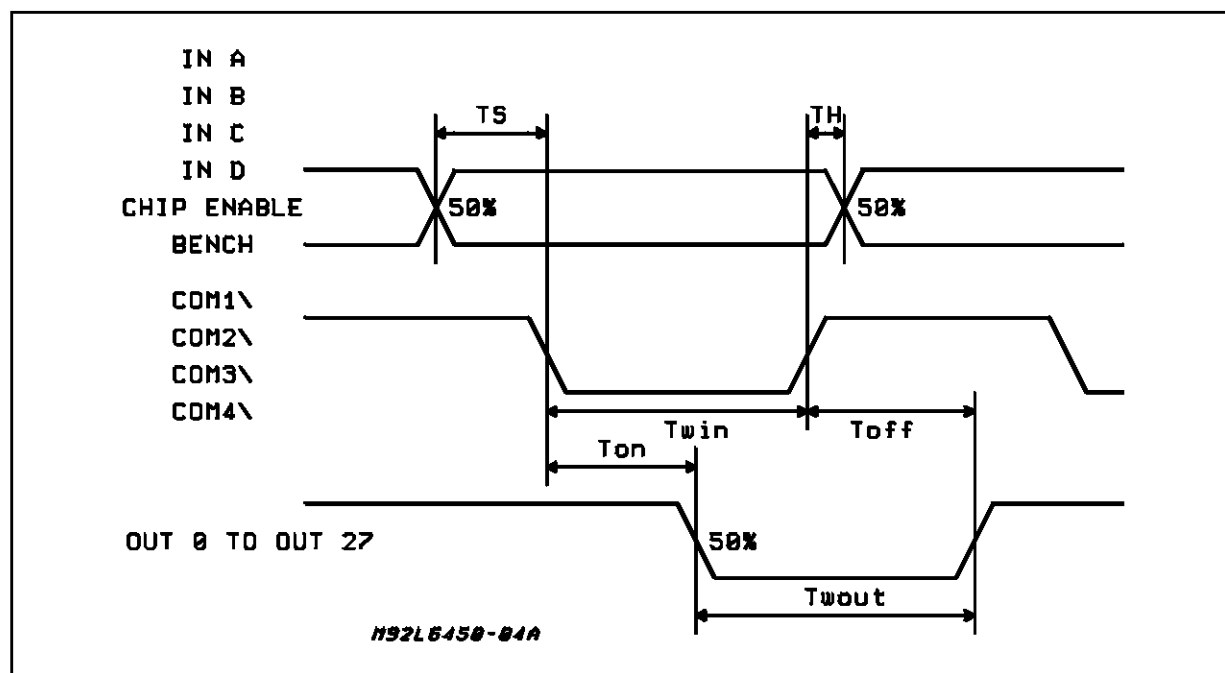 IN A
IN B
TS
TH
IN C
IN D
CHIP ENABLE
50%
50%
BENCH
COM1\
COM2\
COM3\
COM4\
Twin
Toff
Ton
OUT 0 TO OUT 27
50%
Twout
M92L6450-04A